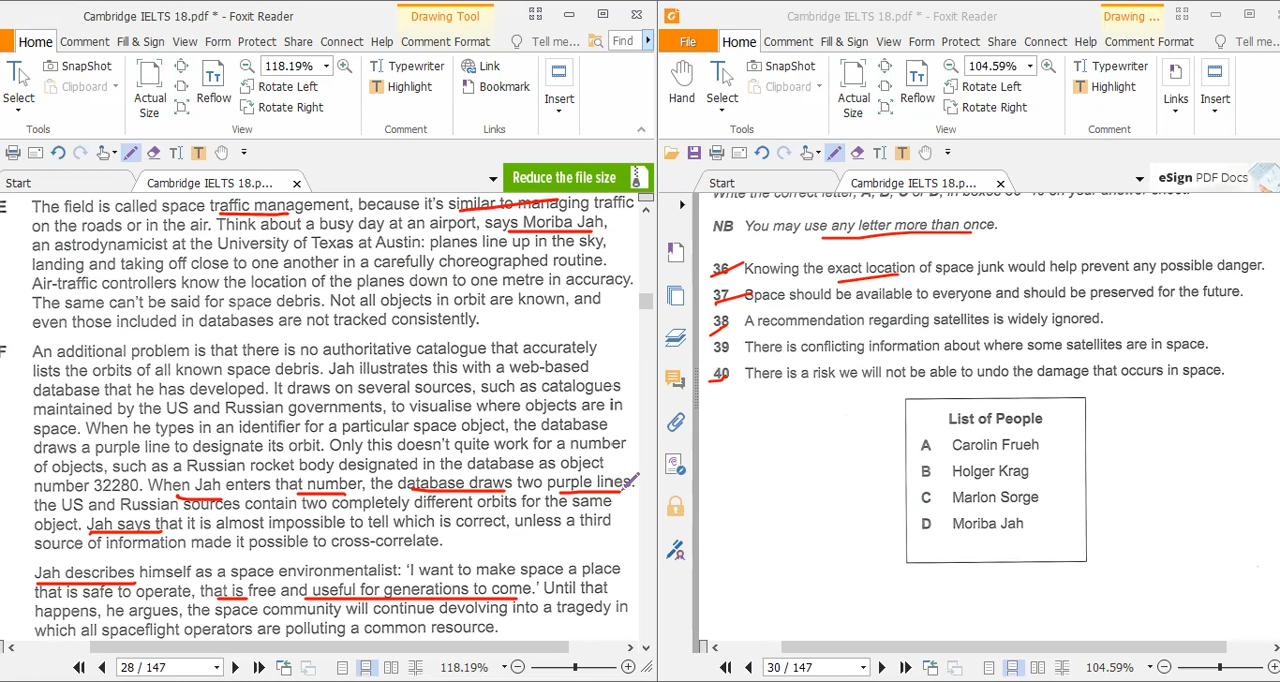 Cambridge IELTS 18.pdf * - Foxit Reader
Drawing Tool
Home Comment Fill & Sign View Form Protect Share Connect Help Comment Format Tell me... Find
Select
SnapShot
Clipboard
Actual Size
Reflow
118.19%
Rotate Left
Rotate Right
Typewriter
Highlight
Link
Bookmark
Insert
Tools View Comment Links
Start
Cambridge IELTS 18.p...
Reduce the file size
E The field is called space traffic management, because it's similar to managing traffic
on the roads or in the air. Think about a busy day at an airport, says Moriba Jah,
an astrodynamicist at the University of Texas at Austin: planes line up in the sky,
landing and taking off close to one another in a carefully choreographed routine.
Air-traffic controllers know the location of the planes down to one metre in accuracy.
The same can't be said for space debris. Not all objects in orbit are known, and
even those included in databases are not tracked consistently.
F An additional problem is that there is no authoritative catalogue that accurately
lists the orbits of all known space debris. Jah illustrates this with a web-based
database that he has developed. It draws on several sources, such as catalogues
maintained by the US and Russian governments, to visualise where objects are in
space. When he types in an identifier for a particular space object, the database
draws a purple line to designate its orbit. Only this doesn't quite work for a number
of objects, such as a Russian rocket body designated in the database as object
number 32280. When Jah enters that number, the database draws two purple lines:
the US and Russian sources contain two completely different orbits for the same
object. Jah says that it is almost impossible to tell which is correct, unless a third
source of information made it possible to cross-correlate.
Jah describes himself as a space environmentalist: 'I want to make space a place
that is safe to operate, that is free and useful for generations to come.' Until that
happens, he argues, the space community will continue devolving into a tragedy in
which all spaceflight operators are polluting a common resource.
28 / 147
118.19%
Cambridge IELTS 18.pdf * - Foxit Reader
Drawing ...
File Home Comment Fill & Sign View Form Protect Share Connect Help Comment Format Tell me...
Hand
Select
SnapShot
Clipboard
Actual Size
Reflow
104.59%
Rotate Left
Rotate Right
Typewriter
Highlight
Links
Insert
Tools View Comment
Start
Cambridge IELTS 18.p...
eSign PDF Docs
NB You may use any letter more than once.
36 Knowing the exact location of space junk would help prevent any possible danger.
37 Space should be available to everyone and should be preserved for the future.
38 A recommendation regarding satellites is widely ignored.
39 There is conflicting information about where some satellites are in space.
40 There is a risk we will not be able to undo the damage that occurs in space.
List of People
A Carolin Frueh
B Holger Krag
C Marlon Sorge
D Moriba Jah
30 / 147
104.59%